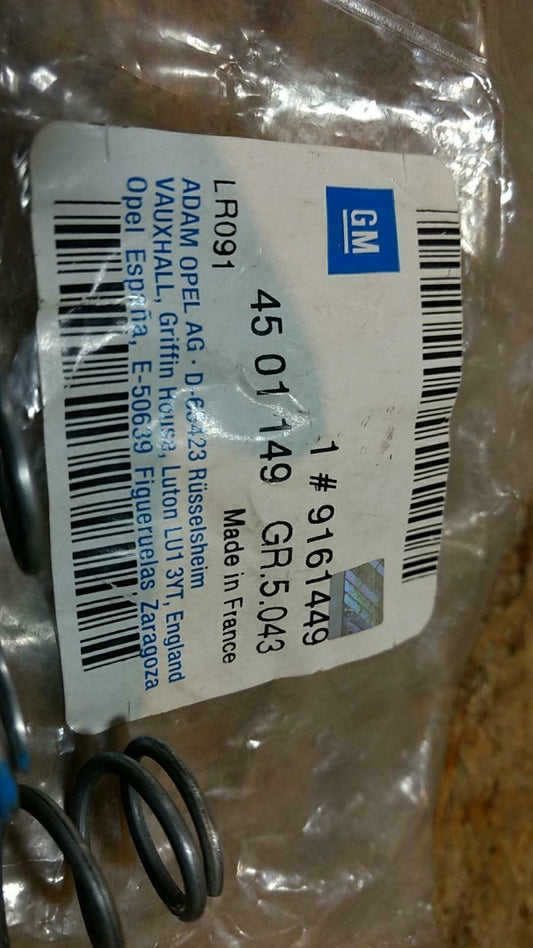 GM
1 # 9161449
45 01 149 GR.5.043
Made in France
LR091
ADAM OPEL AG · D-65423 Rüsselsheim
VAUXHALL, Griffin House, Luton LU1 3YT, England
Opel España, E-50639 Figueruelas Zaragoza